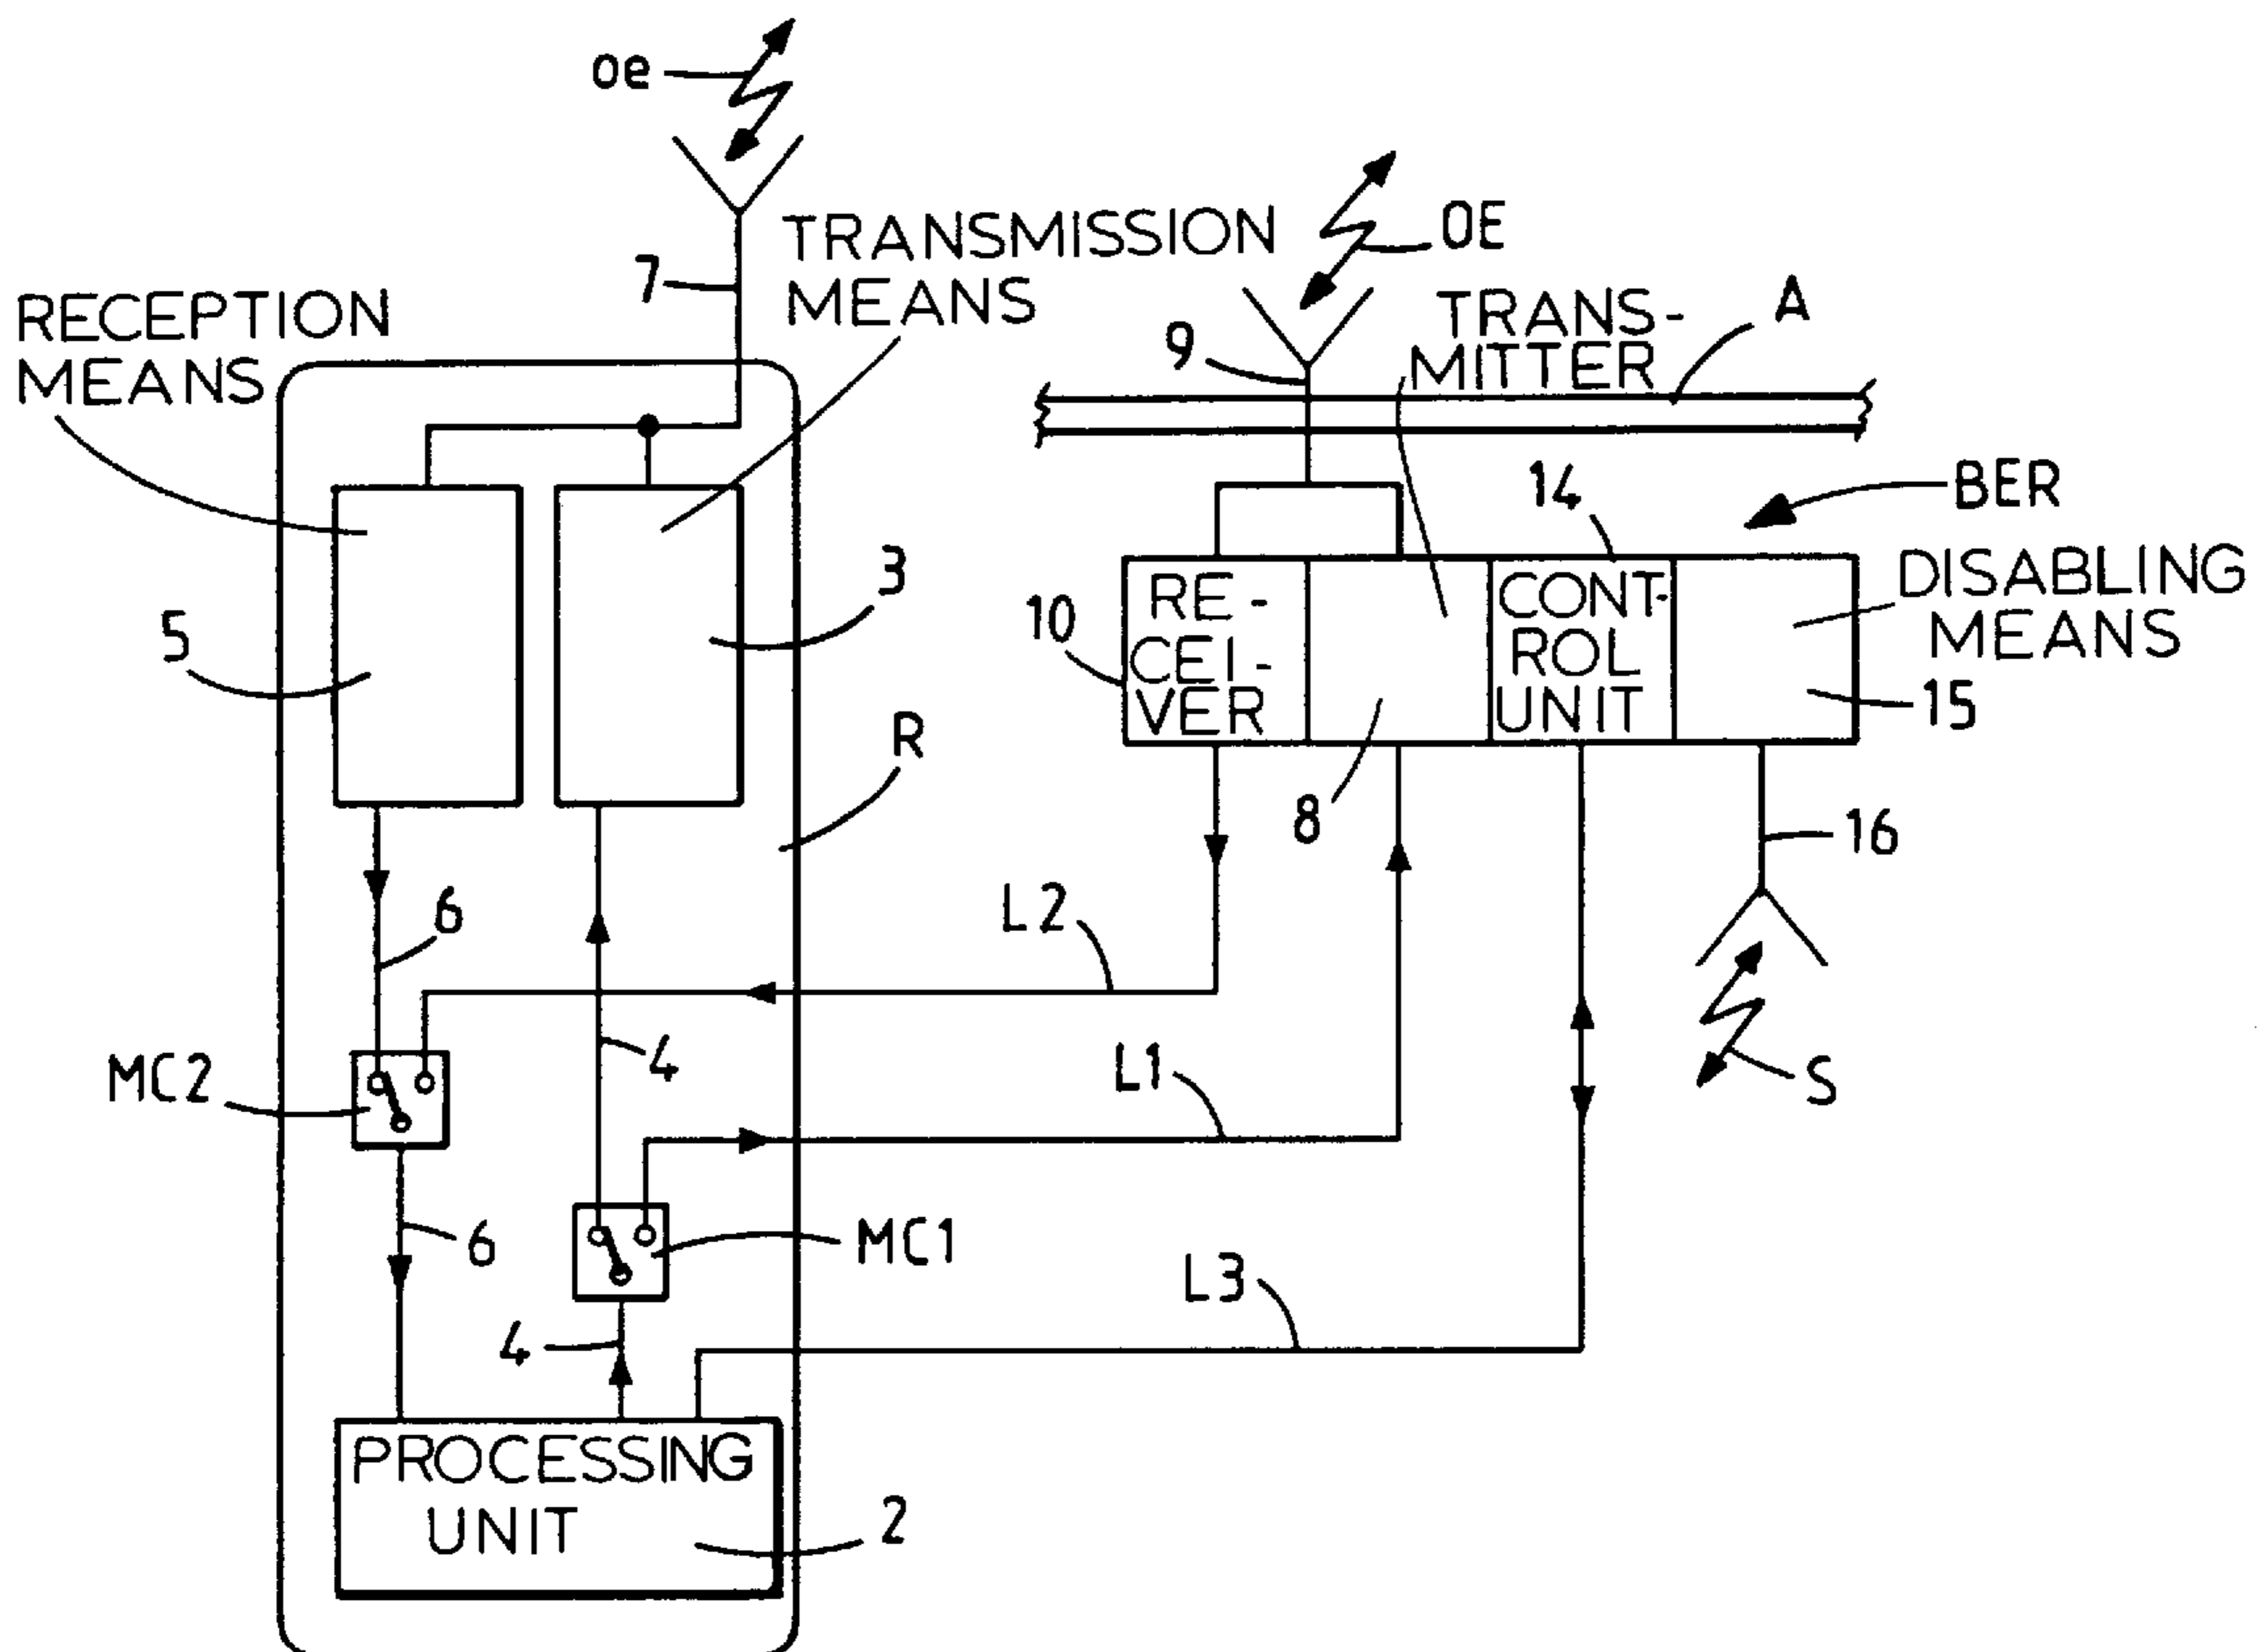 oe
TRANSMISSION
MEANS
7
OE
RECEPTION
MEANS
9
TRANS-
MITTER
A
14
BER
3
5
10
RE-
CEI-
VER
CONT-
ROL
UNIT
DISABLING
MEANS
15
R
8
16
6
L2
4
MC2
L1
S
6
MC1
L3
4
PROCESSING
UNIT
2